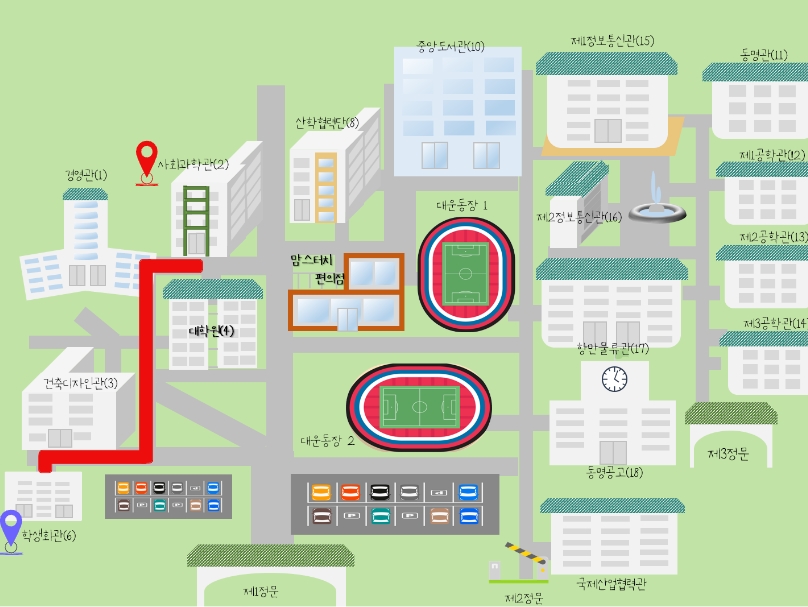 중앙도서관(10)
제1정보통신관(15)
동명관(11)
산학협력단(8)
사회과학관(2)
제1공학관(12)
경영관(1)
대운동장 1
제2정보통신관(16)
제2공학관(13)
맘스터치
편의점
제3공학관(14)
대학원(4)
항만물류관(17)
건축디자인관(3)
대운동장 2
제3정문
동명공고(18)
학생회관(6)
국제산업협력관
제1정문
제2정문